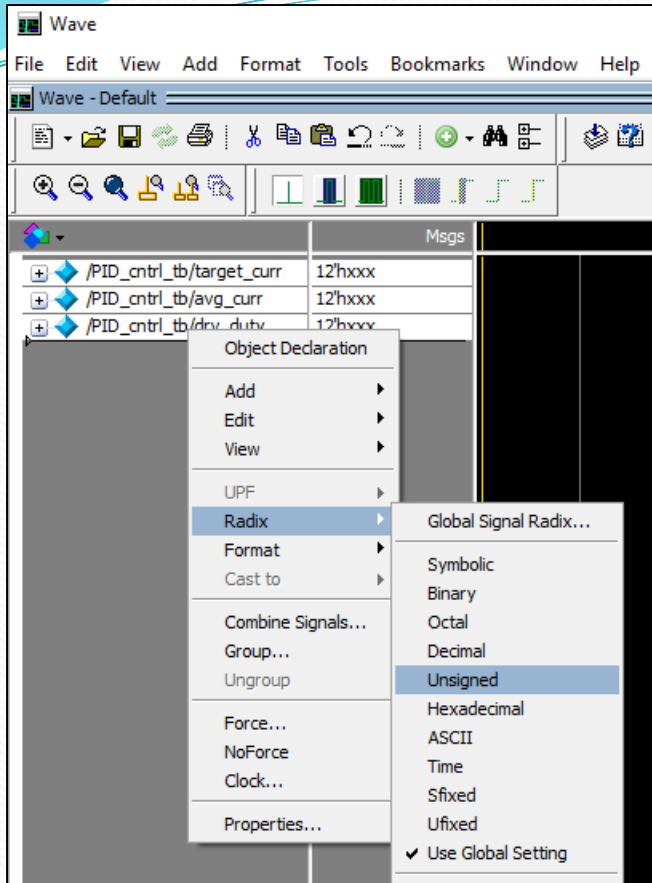 Wave
File Edit View Add Format Tools Bookmarks Window Help
Wave - Default
Msgs
/PID_cntrl_tb/target_curr 12'hxxx
/PID_cntrl_tb/avg_curr 12'hxxx
/PID_cntrl_tb/drv_duty 12'hxxx
Object Declaration
Add
Edit
View
UPF
Radix
Format
Cast to
Combine Signals...
Group...
Ungroup
Force...
NoForce
Clock...
Properties...
Global Signal Radix...
Symbolic
Binary
Octal
Decimal
Unsigned
Hexadecimal
ASCII
Time
Sfixed
Ufixed
Use Global Setting